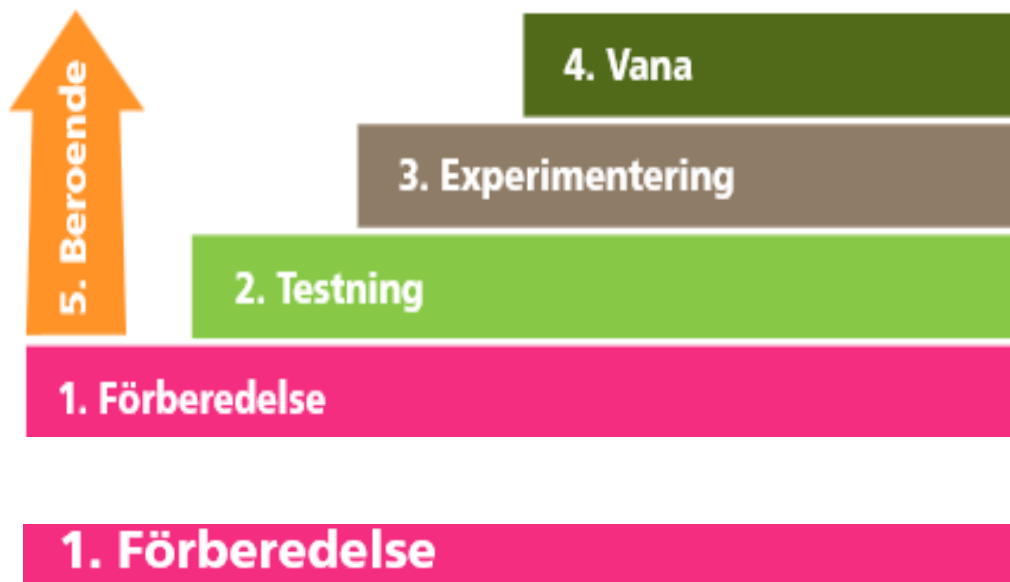 4. Vana
3. Experimentering
2. Testning
1. Förberedelse
5. Beroende
1. Förberedelse